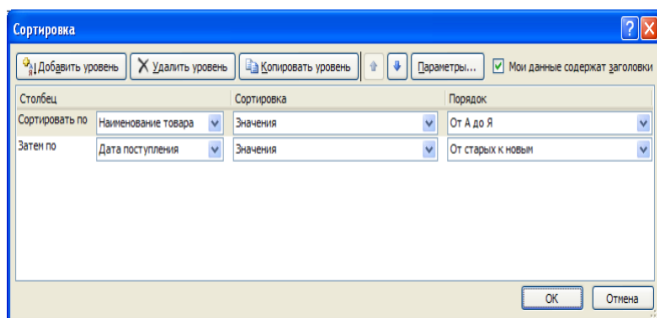 Сортировка
Добавить уровень Удалить уровень Копировать уровень Параметры... Мои данные содержат заголовки
Столбец Сортировка Порядок
Сортировать по Наименование товара Значения От А до Я
Затем по Дата поступления Значения От старых к новым
ОК Отмена